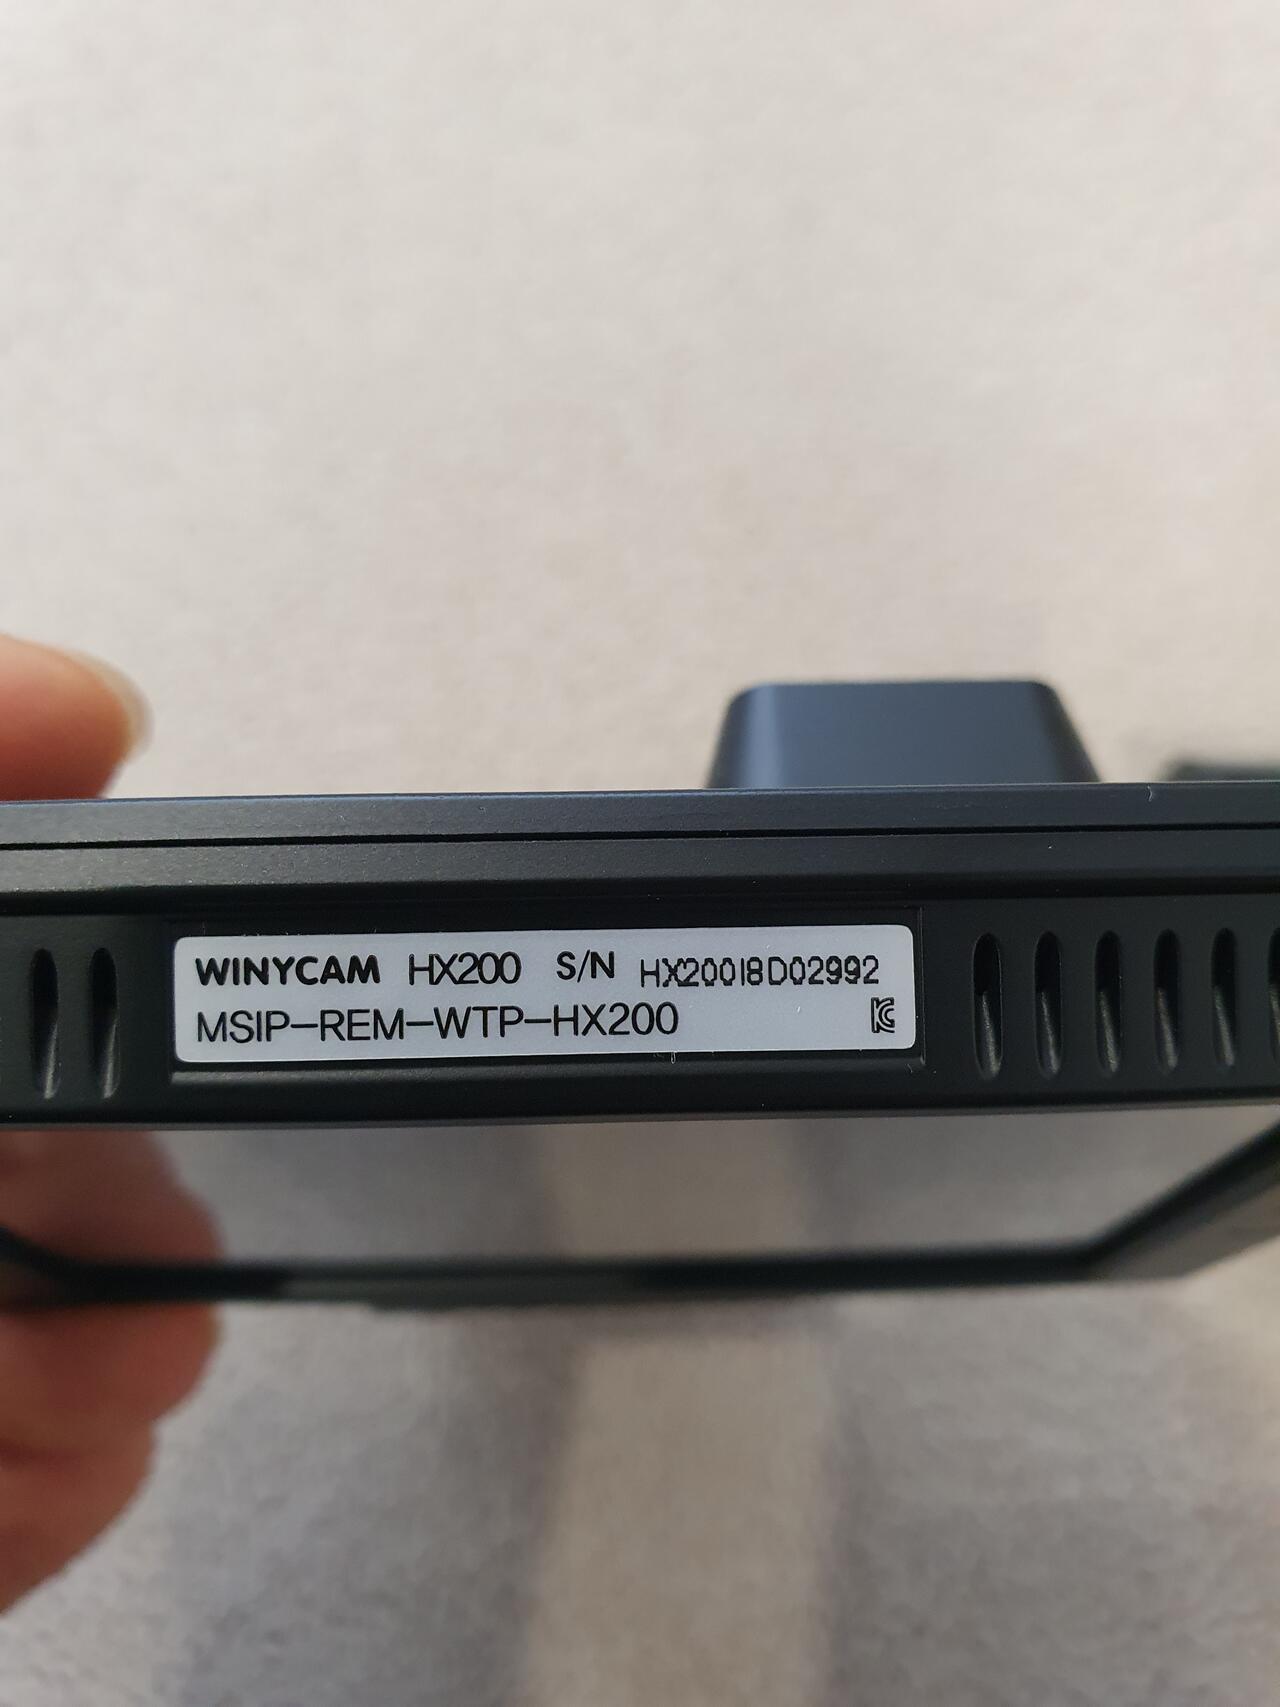 WINYCAM HX200 S/N HX20018D02992
MSIP-REM-WTP-HX200